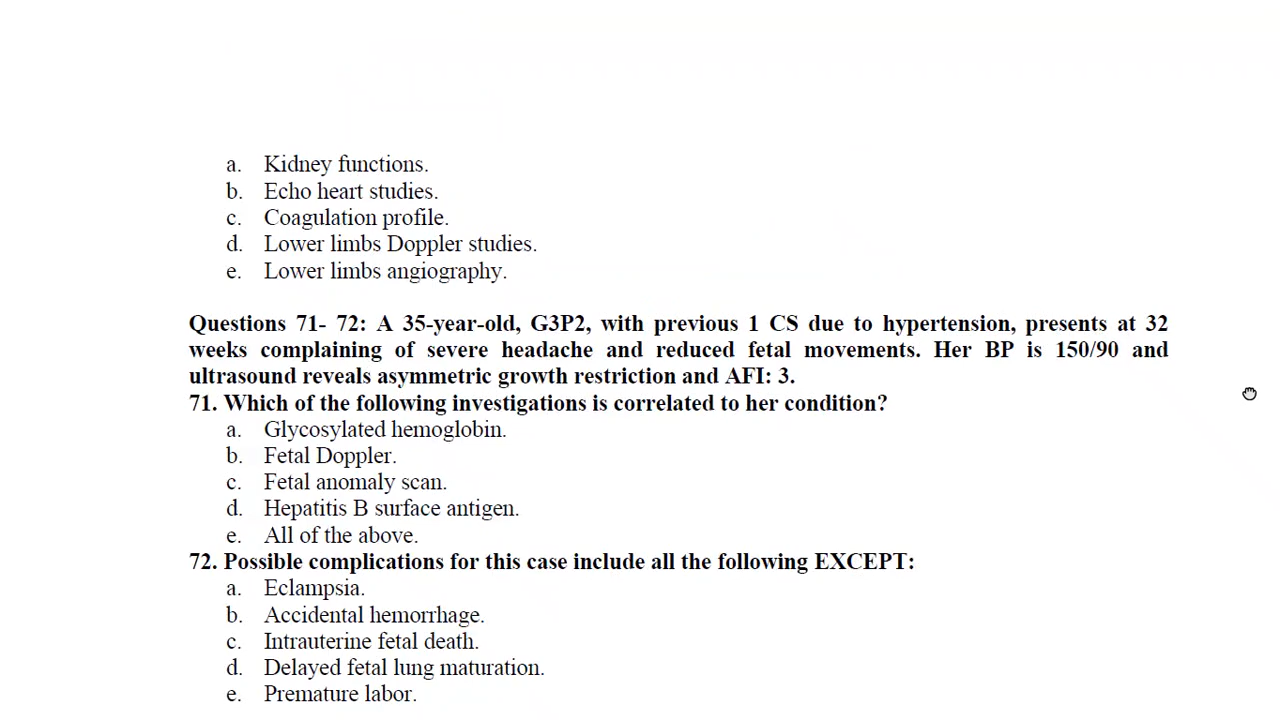 a. Kidney functions.
b. Echo heart studies.
c. Coagulation profile.
d. Lower limbs Doppler studies.
e. Lower limbs angiography.
Questions 71- 72: A 35-year-old, G3P2, with previous 1 CS due to hypertension, presents at 32
weeks complaining of severe headache and reduced fetal movements. Her BP is 150/90 and
ultrasound reveals asymmetric growth restriction and AFI: 3.
71. Which of the following investigations is correlated to her condition?
a. Glycosylated hemoglobin.
b. Fetal Doppler.
c. Fetal anomaly scan.
d. Hepatitis B surface antigen.
e. All of the above.
72. Possible complications for this case include all the following EXCEPT:
a. Eclampsia.
b. Accidental hemorrhage.
c. Intrauterine fetal death.
d. Delayed fetal lung maturation.
e. Premature labor.